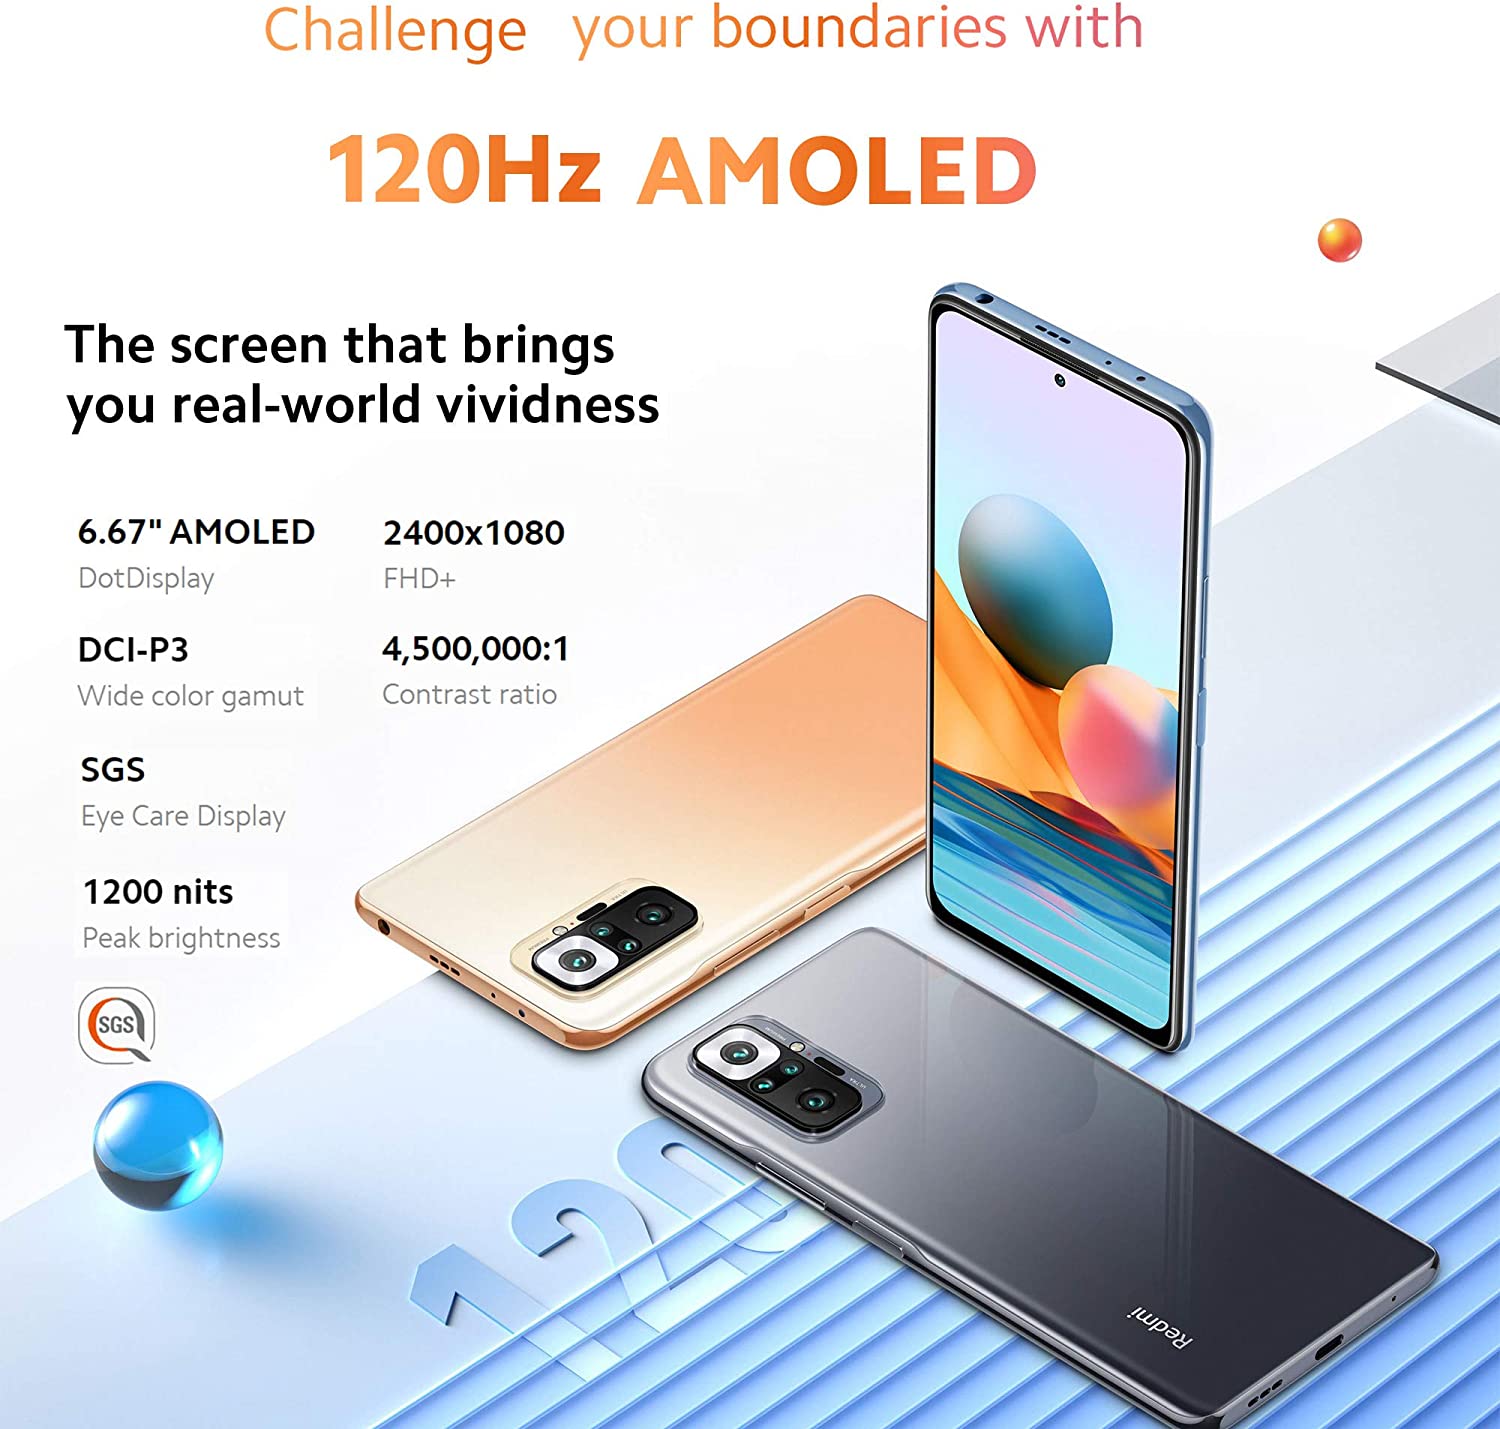 Challenge your boundaries with
120Hz AMOLED
The screen that brings
you real-world vividness
6.67" AMOLED
DotDisplay
2400x1080
FHD+
DCI-P3
Wide color gamut
4,500,000:1
Contrast ratio
SGS
Eye Care Display
1200 nits
Peak brightness
SGS
120
Redmi